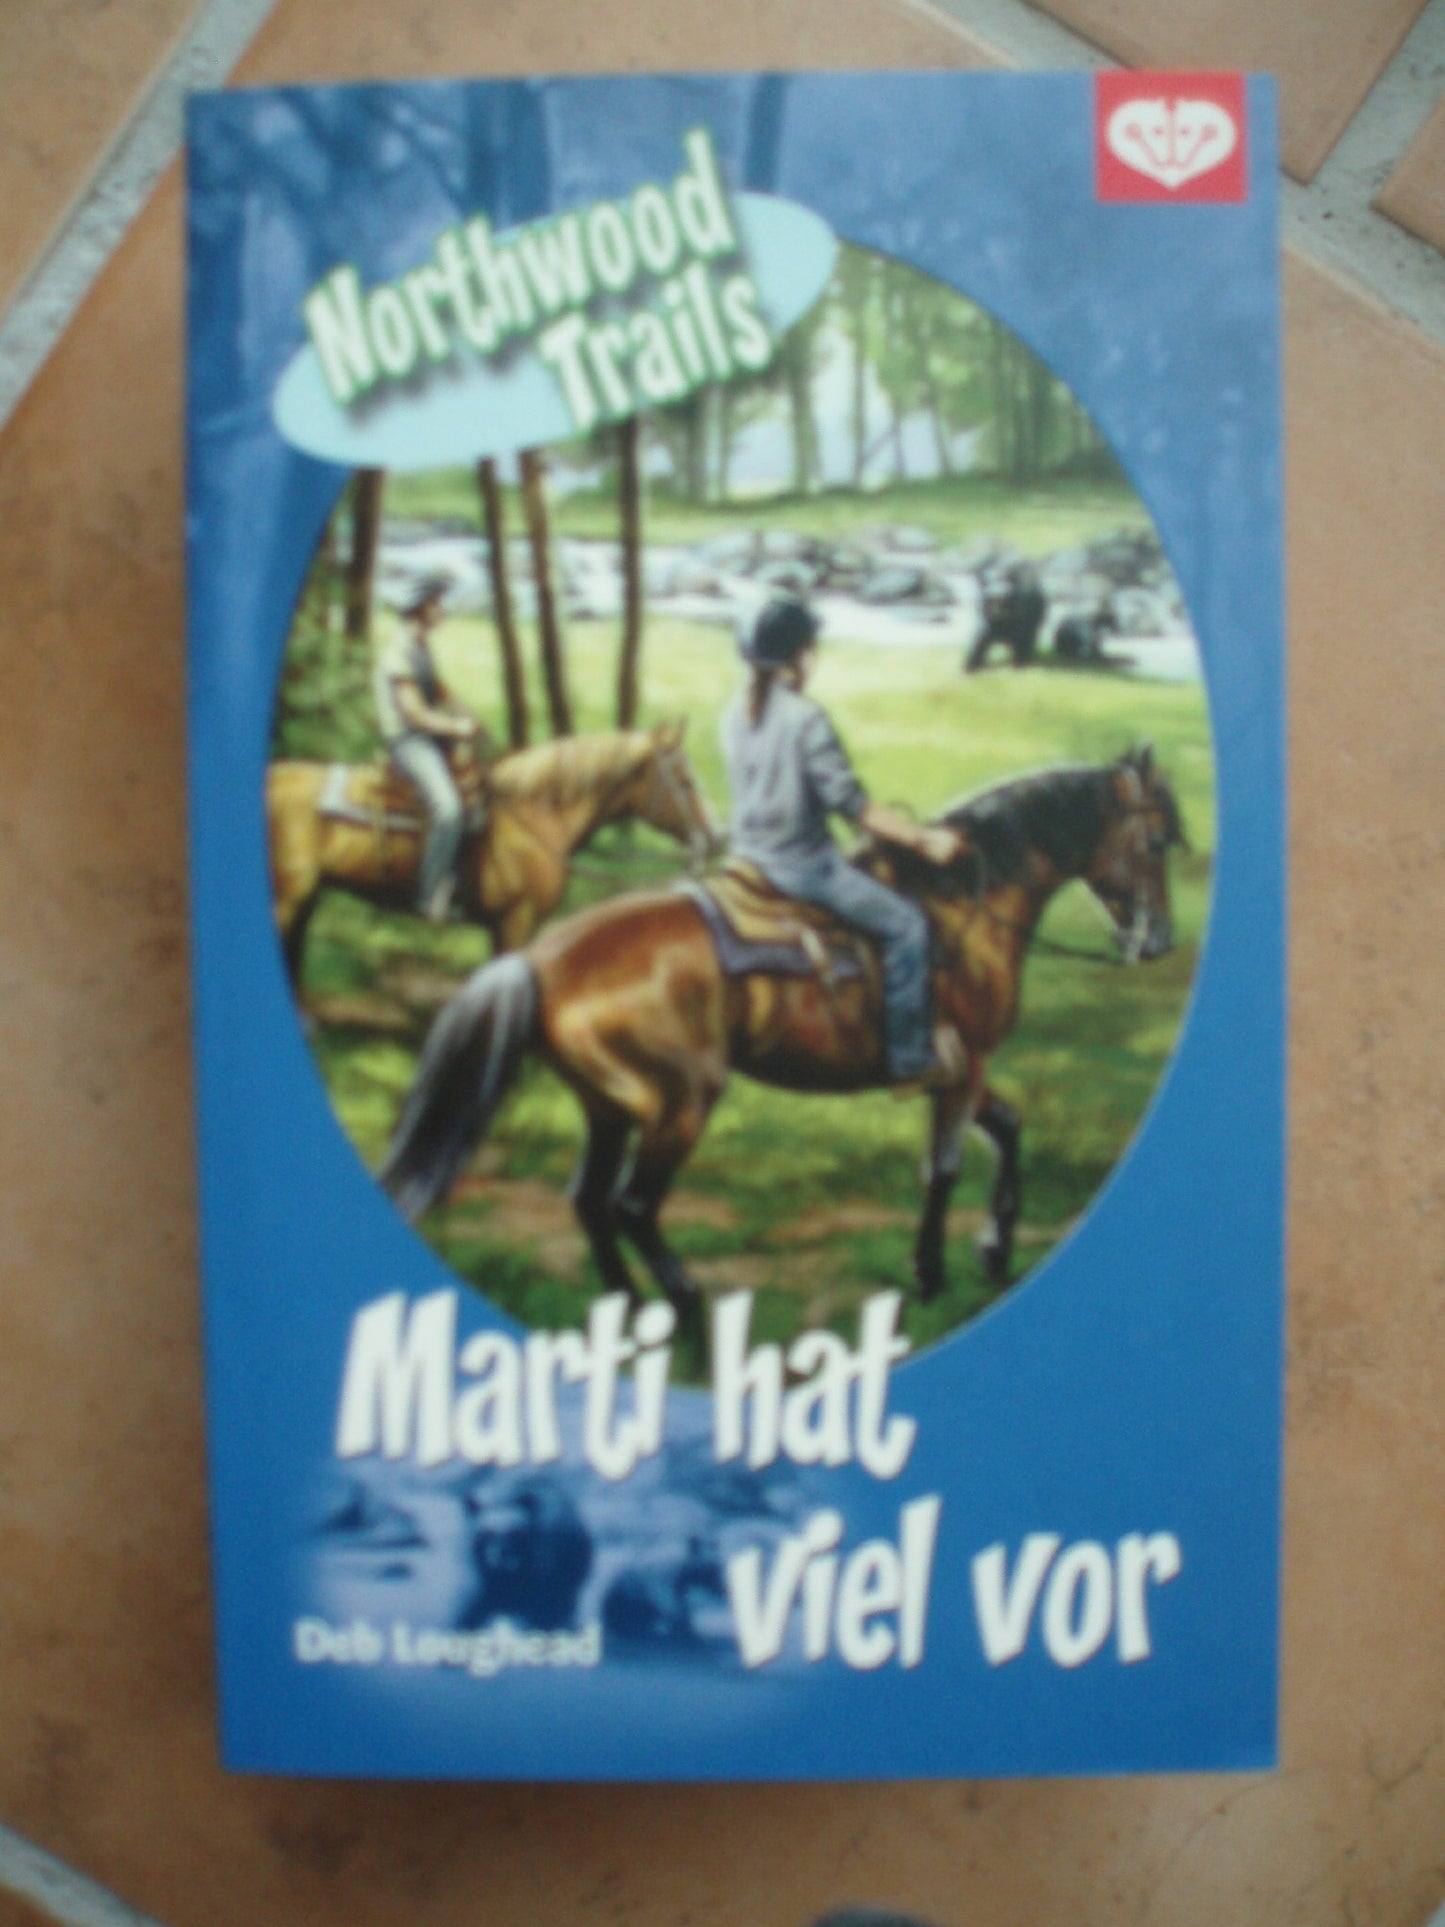 Northwood
Trails
Marti hat
viel vor
Deb Loughead